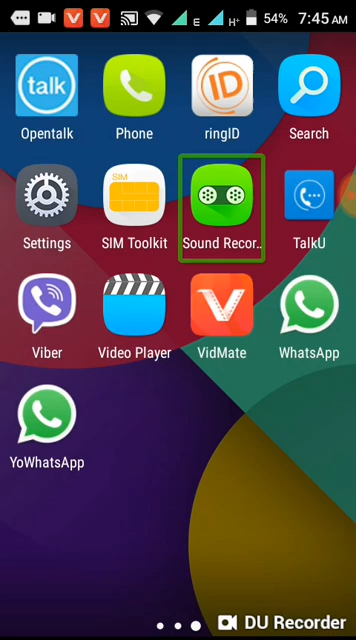 E H+ 54% 7:45 AM
talk iD
Opentalk Phone ringID Search
SIM
Settings SIM Toolkit Sound Recor.. TalkU
Viber Video Player VidMate WhatsApp
YoWhatsApp
DU Recorder